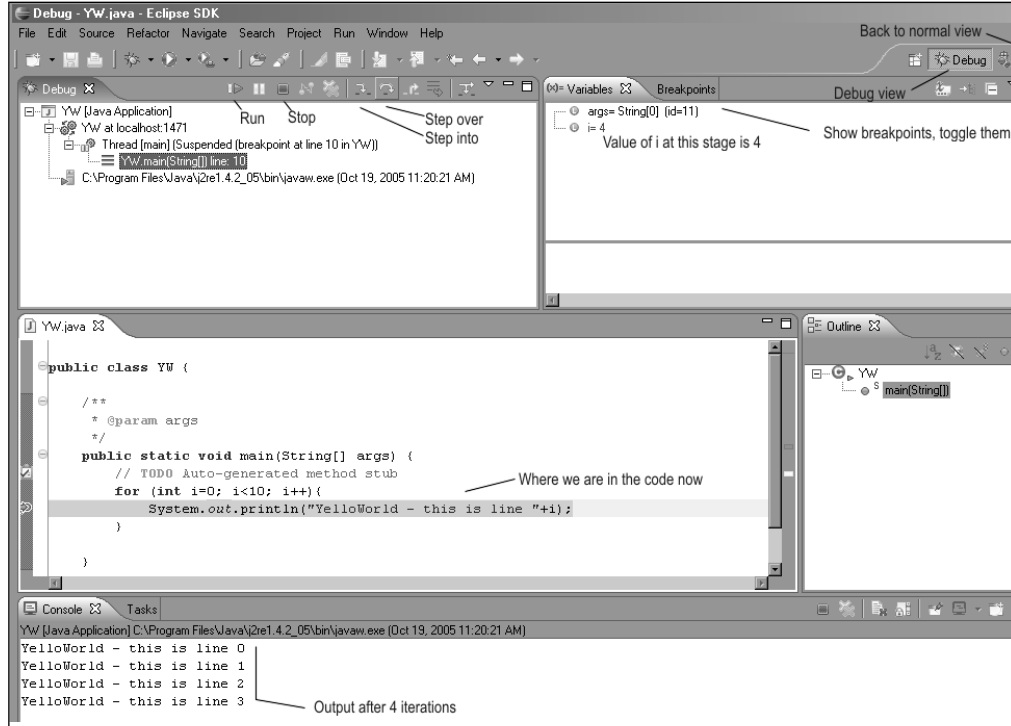 Debug - YW.java - Eclipse SDK
File Edit Source Refactor Navigate Search Project Run Window Help
Back to normal view
Debug
Debug view
Debug
Run
Stop
Step over
Step into
YW [Java Application]
YW at localhost:1471
Thread [main] (Suspended (breakpoint at line 10 in YW))
YW.main(String[]) line: 10
C:\Program Files\Java\j2re1.4.2_05\bin\javaw.exe (Oct 19, 2005 11:20:21 AM)
(x)= Variables Breakpoints
args= String[0] (id=11)
i= 4
Value of i at this stage is 4
Show breakpoints, toggle them
YW.java
public class YW {
/**
* @param args
*/
public static void main(String[] args) {
// TODO Auto-generated method stub
for (int i=0; i<10; i++){
System.out.println("YelloWorld - this is line "+i);
}
}
Where we are in the code now
Outline
YW
main(String[])
Console Tasks
YW [Java Application] C:\Program Files\Java\j2re1.4.2_05\bin\javaw.exe (Oct 19, 2005 11:20:21 AM)
YelloWorld - this is line 0
YelloWorld - this is line 1
YelloWorld - this is line 2
YelloWorld - this is line 3
Output after 4 iterations